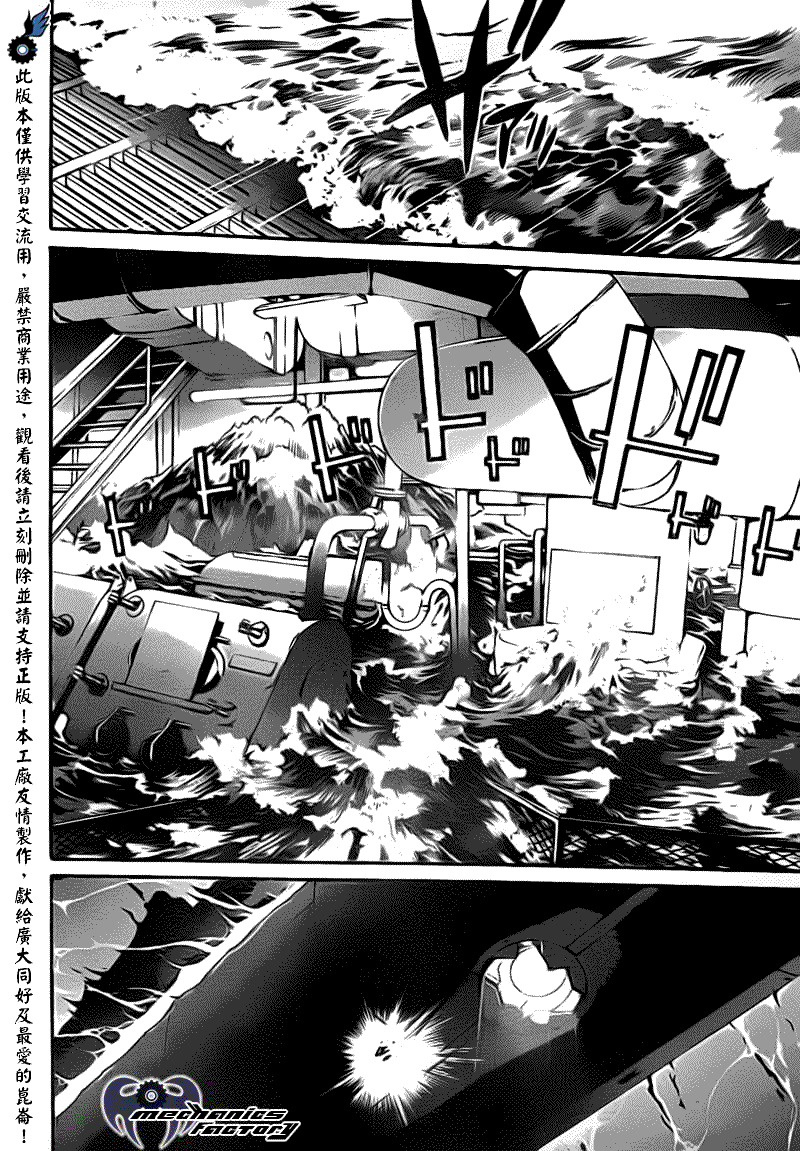 此版本僅供學習交流用，嚴禁商業用途，觀看後請立刻刪除並請支持正版！本工廠友情製作，獻給廣大同好及最愛的崑崙！
ザザ
ド
ド
ド
ド
ド
ド
ド
ド
mechanics
factory